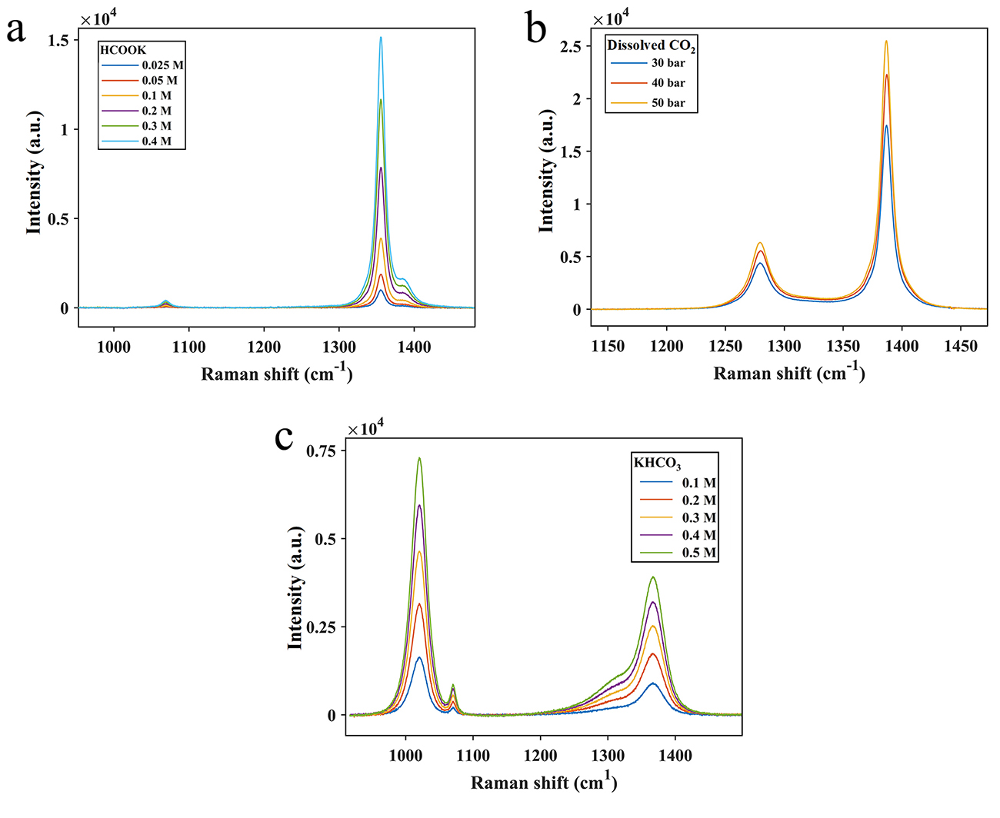 a
×10⁴
1.5
1
0.5
0
Intensity (a.u.)
HCOOK
0.025 M
0.05 M
0.1 M
0.2 M
0.3 M
0.4 M
1000 1100 1200 1300 1400
Raman shift (cm⁻¹)
b
×10⁴
2.5
2
1.5
1
0.5
0
Intensity (a.u.)
Dissolved CO₂
30 bar
40 bar
50 bar
1150 1200 1250 1300 1350 1400 1450
Raman shift (cm⁻¹)
c
×10⁴
0.75
0.5
0.25
0
Intensity (a.u.)
KHCO₃
0.1 M
0.2 M
0.3 M
0.4 M
0.5 M
1000 1100 1200 1300 1400
Raman shift (cm¹)